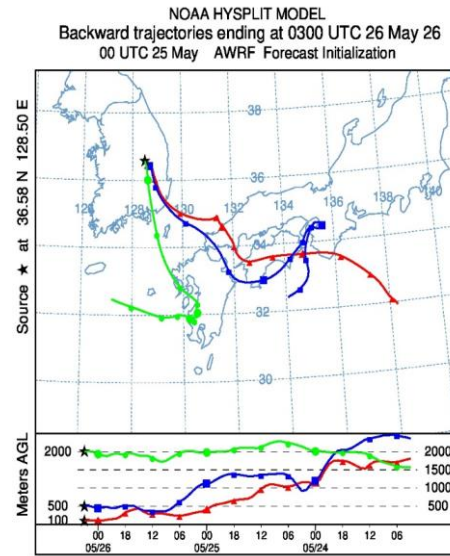 NOAA HYSPLIT MODEL
Backward trajectories ending at 0300 UTC 26 May 26
00 UTC 25 May AWRF Forecast Initialization
Source ★ at 36.58 N 128.50 E
38
36
128
130
132
134
136
138
140
34
32
30
Meters AGL
2000
500
100
2000
1500
1000
500
00 18 12 06 00 18 12 06 00 18 12 06
05/26 05/25 05/24